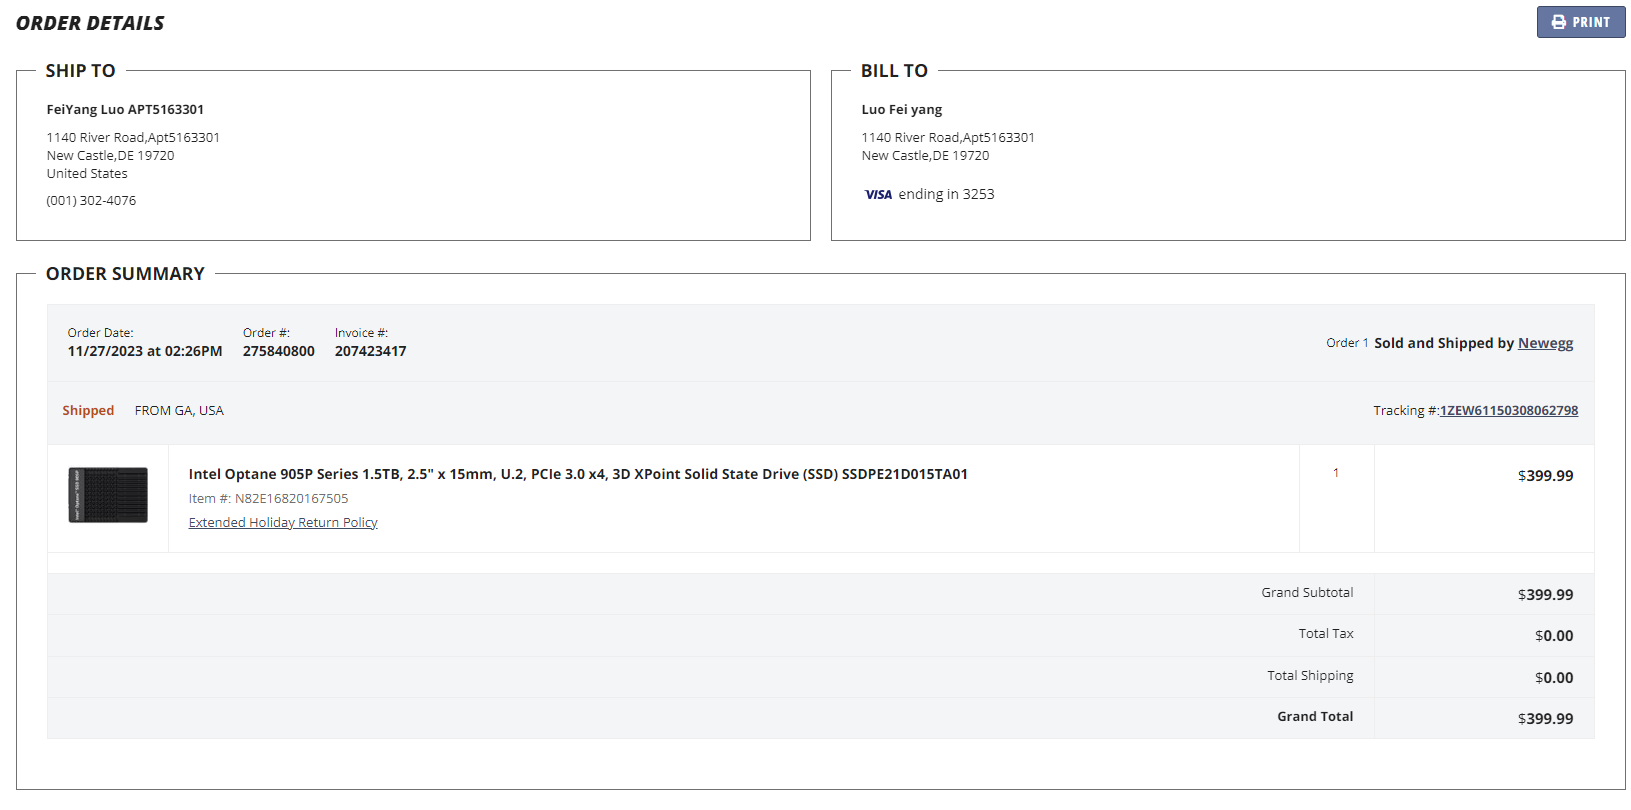 ORDER DETAILS
PRINT
SHIP TO
FeiYang Luo APT5163301
1140 River Road,Apt5163301
New Castle,DE 19720
United States
(001) 302-4076
BILL TO
Luo Fei yang
1140 River Road,Apt5163301
New Castle,DE 19720
VISA ending in 3253
ORDER SUMMARY
Order Date: Order #: Invoice #:
11/27/2023 at 02:26PM 275840800 207423417
Order 1 Sold and Shipped by Newegg
Shipped FROM GA, USA Tracking #:1ZEW61150308062798
Intel Optane 905P Series 1.5TB, 2.5" x 15mm, U.2, PCIe 3.0 x4, 3D XPoint Solid State Drive (SSD) SSDPE21D015TA01 1 $399.99
Item #: N82E16820167505
Extended Holiday Return Policy
Grand Subtotal $399.99
Total Tax $0.00
Total Shipping $0.00
Grand Total $399.99